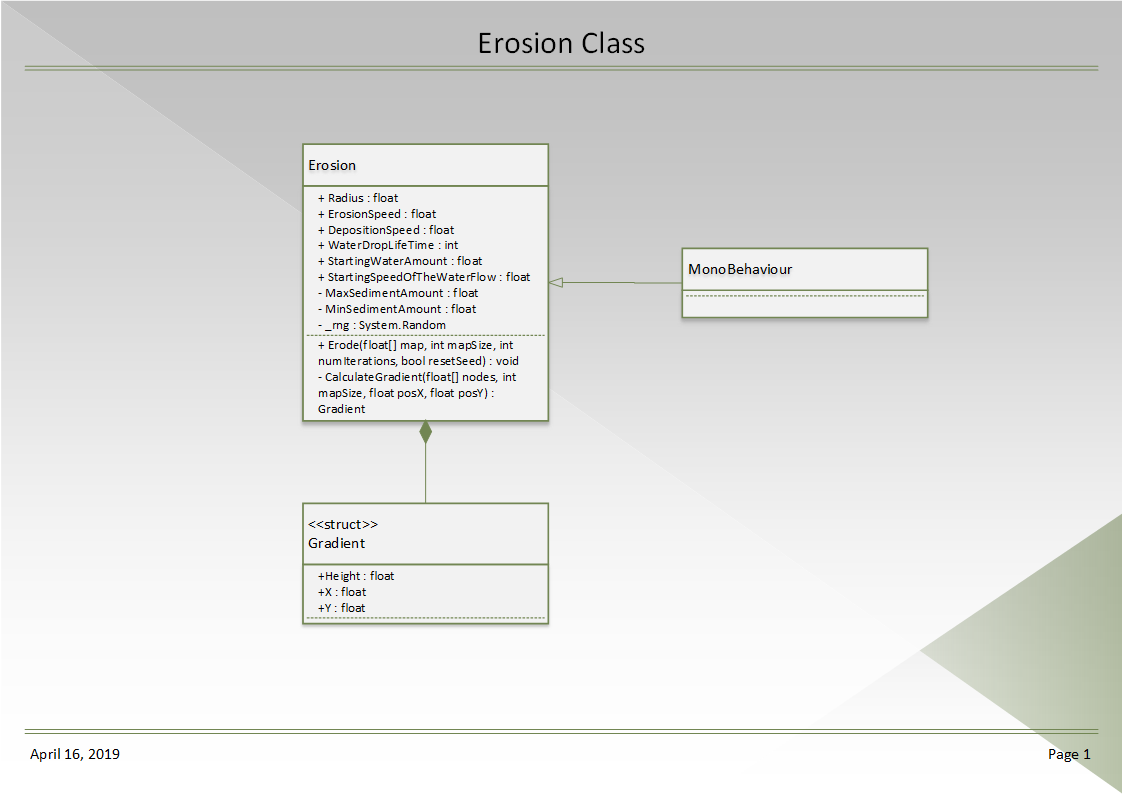 Erosion Class
Erosion
+ Radius : float
+ ErosionSpeed : float
+ DepositionSpeed : float
+ WaterDropLifeTime : int
+ StartingWaterAmount : float
+ StartingSpeedOfTheWaterFlow : float
- MaxSedimentAmount : float
- MinSedimentAmount : float
- _rng : System.Random
+ Erode(float[] map, int mapSize, int
numIterations, bool resetSeed) : void
- CalculateGradient(float[] nodes, int
mapSize, float posX, float posY) :
Gradient
MonoBehaviour
<<struct>>
Gradient
+Height : float
+X : float
+Y : float
April 16, 2019
Page 1